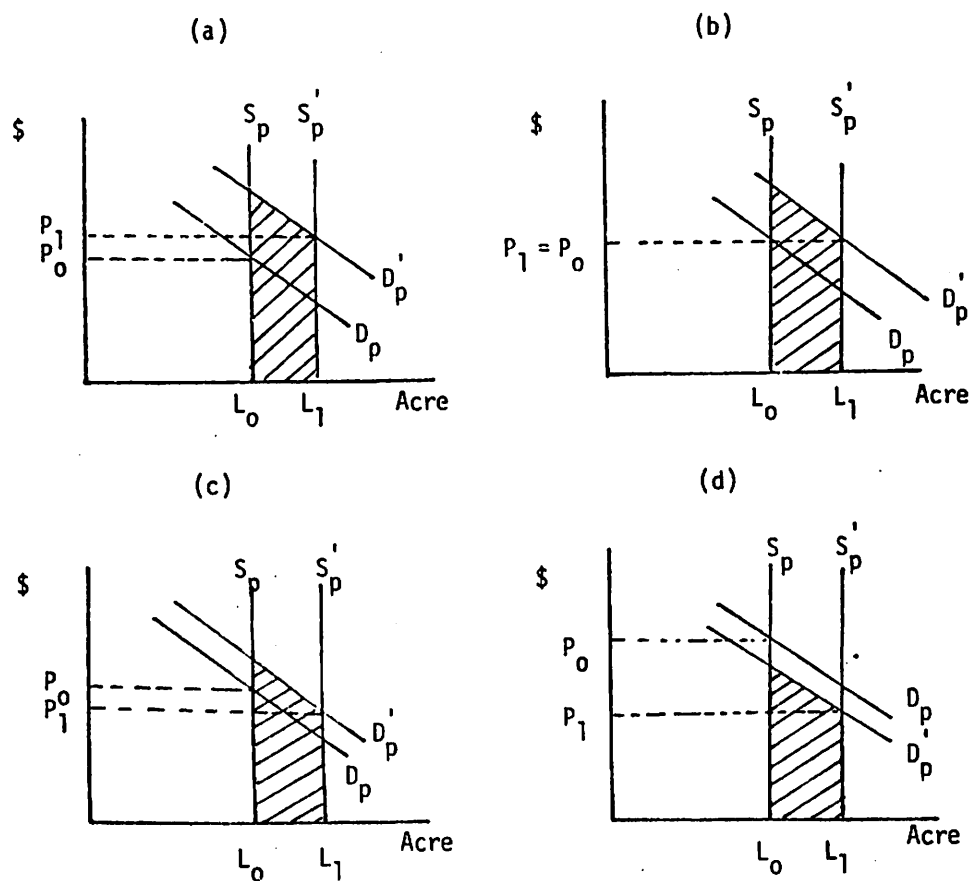 (a)
$
S_p S_p'
P_1
P_o
D_p'
D_p
L_o L_1 Acre
(b)
$
S_p S_p'
P_1 = P_o
D_p'
D_p
L_o L_1 Acre
(c)
$
S_p S_p'
P_o
P_1
D_p'
D_p
L_o L_1 Acre
(d)
$
S_p S_p'
P_o
P_1
D_p
D_p'
L_o L_1 Acre